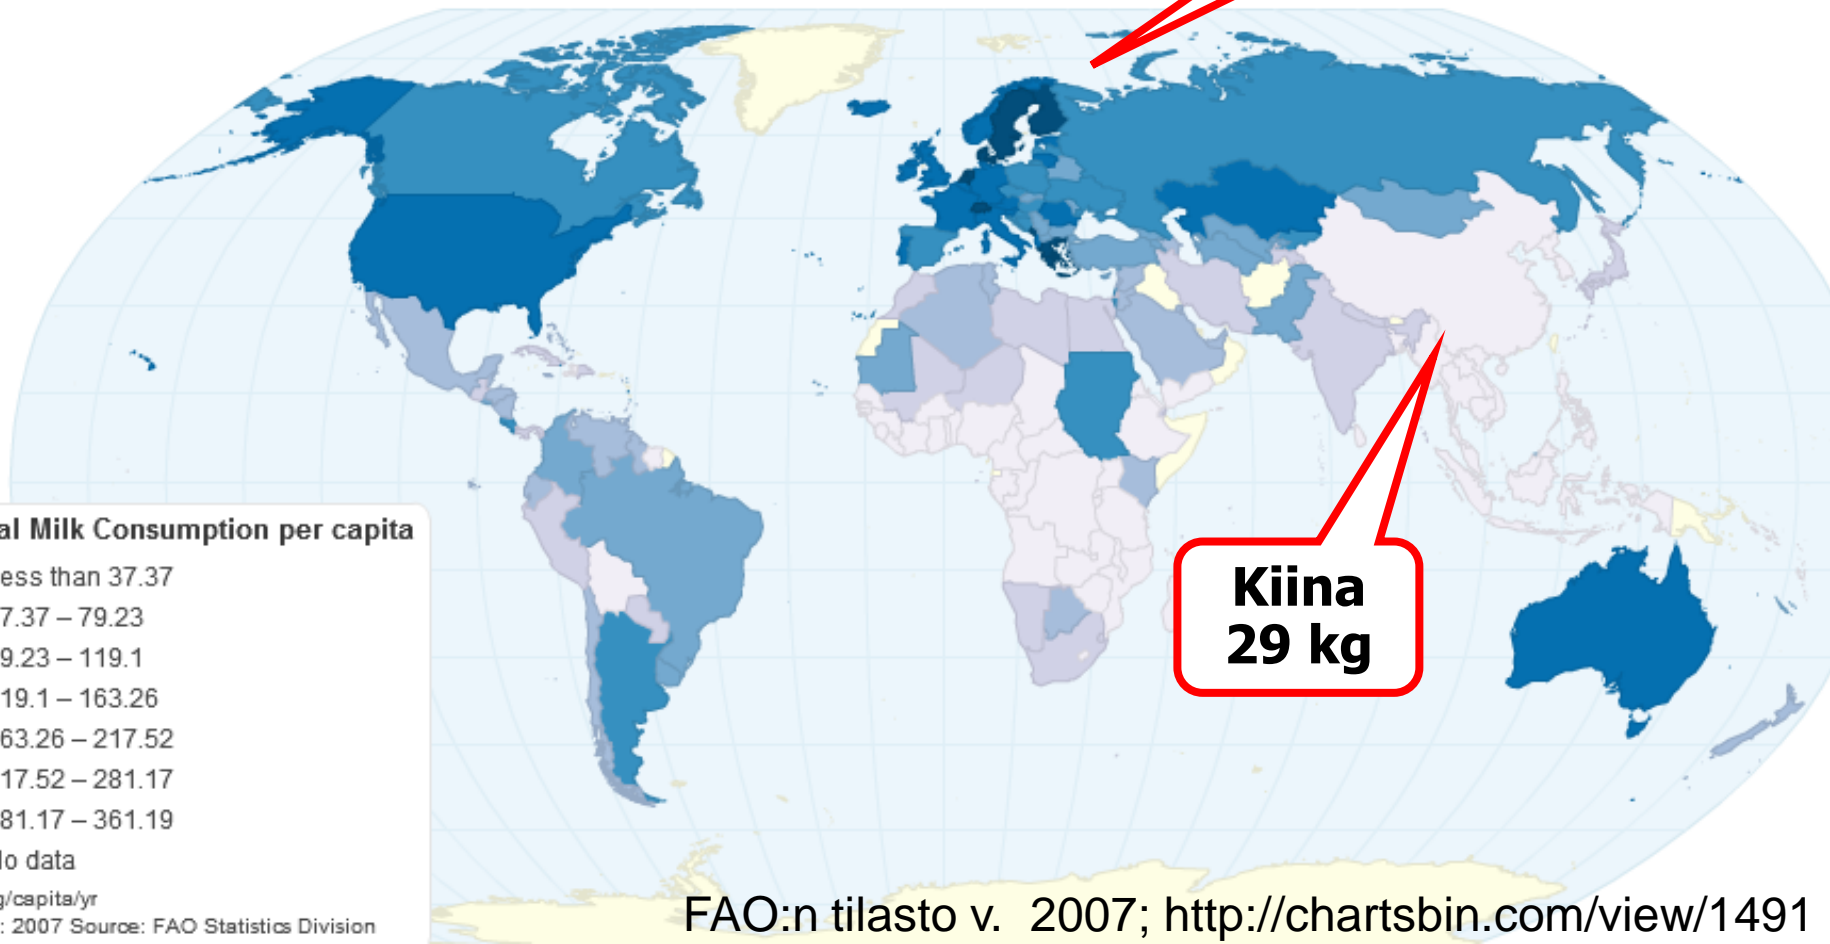 Kiina
29 kg
al Milk Consumption per capita
ess than 37.37
7.37 – 79.23
9.23 – 119.1
19.1 – 163.26
63.26 – 217.52
17.52 – 281.17
81.17 – 361.19
lo data
g/capita/yr
: 2007 Source: FAO Statistics Division
FAO:n tilasto v. 2007; http://chartsbin.com/view/1491